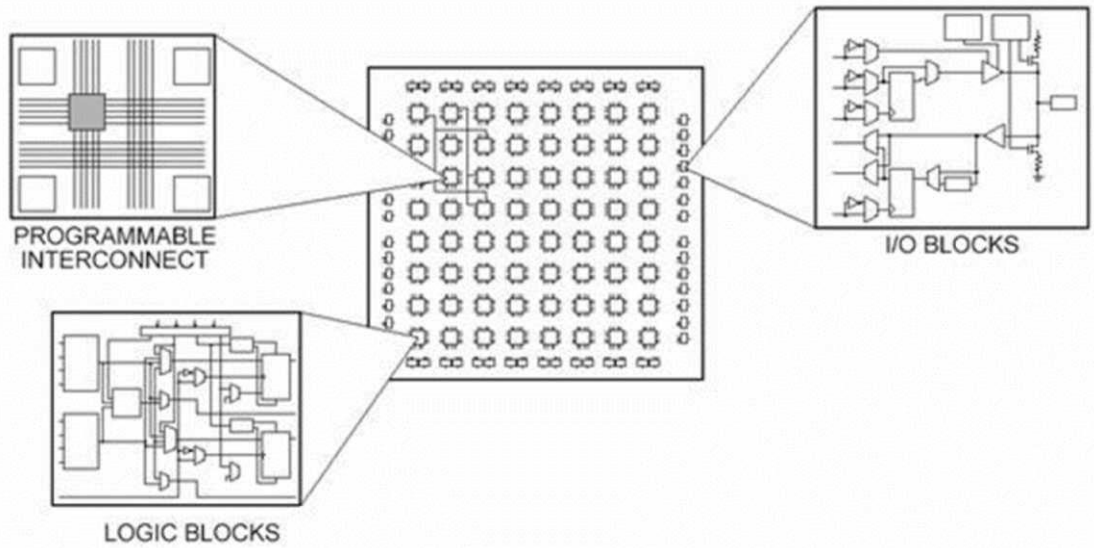 PROGRAMMABLE
INTERCONNECT
I/O BLOCKS
LOGIC BLOCKS